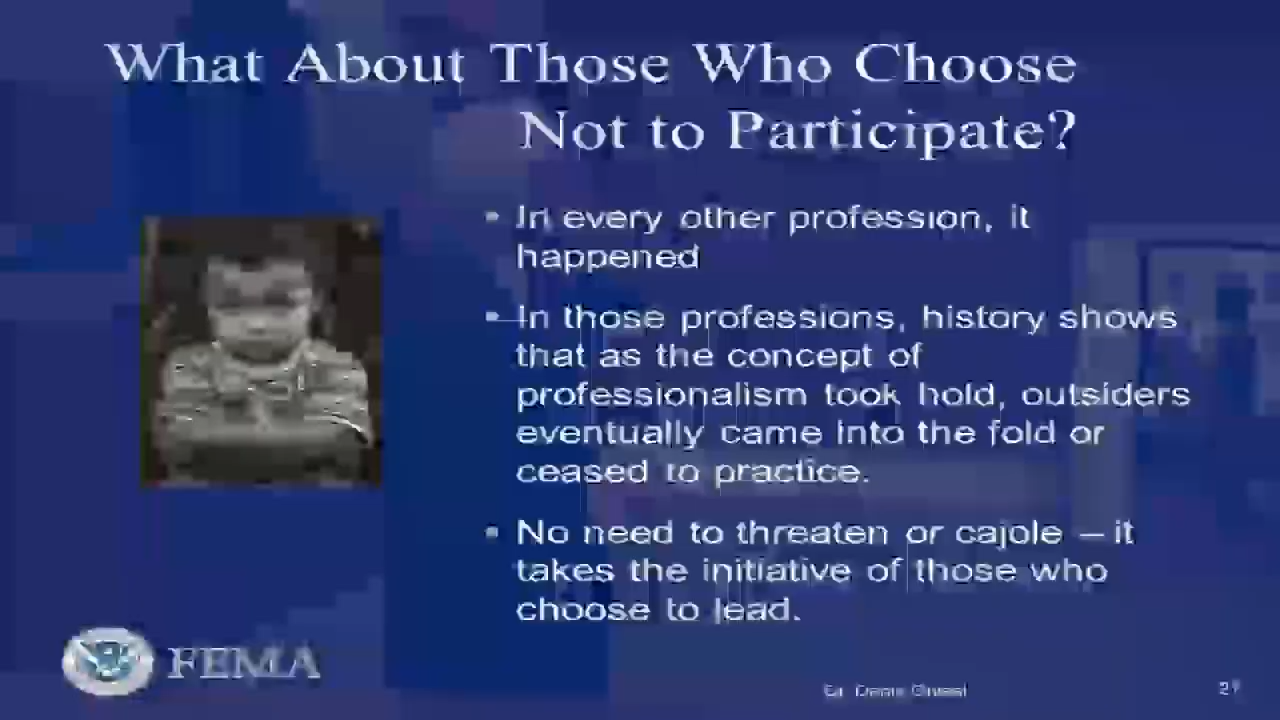 What About Those Who Choose
Not to Participate?
In every other profession, it
happened
In those professions, history shows
that as the concept of
professionalism took hold, outsiders
eventually came into the fold or
ceased to practice.
No need to threaten or cajole – it
takes the initiative of those who
choose to lead.
FEMA